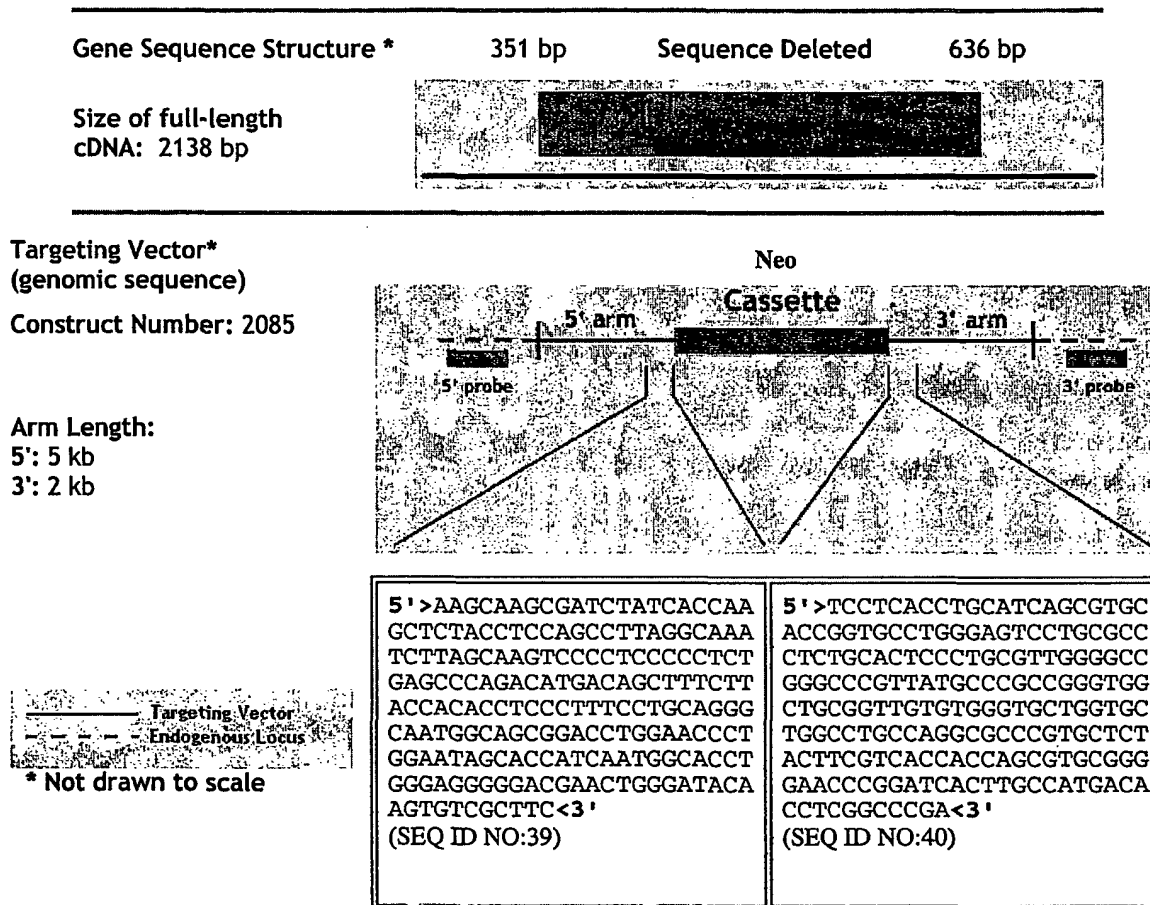 Gene Sequence Structure * 351 bp Sequence Deleted 636 bp
Size of full-length
cDNA: 2138 bp
Targeting Vector*
(genomic sequence)
Construct Number: 2085
Arm Length:
5': 5 kb
3': 2 kb
Neo
Cassette
5' arm
3' arm
5' probe
3' probe
Targeting Vector
Endogenous Locus
* Not drawn to scale
5'>AAGCAAGCGATCTATCACCAA
GCTCTACCTCCAGCCTTAGGCAAA
TCTTAGCAAGTCCCCTCCCCCTCT
GAGCCCAGACATGACAGCTTTCTT
ACCACACCTCCCTTTCCTGCAGGG
CAATGGCAGCGGACCTGGAACCCT
GGAATAGCACCATCAATGGCACCT
GGGAGGGGGACGAACTGGGATACA
AGTGTCGCTTC<3'
(SEQ ID NO:39)
5'>TCCTCACCTGCATCAGCGTGC
ACCGGTGCCTGGGAGTCCTGCGCC
CTCTGCACTCCCTGCGTTGGGGCC
GGGCCCGTTATGCCCGCCGGGTGG
CTGCGGTTGTGTGGGTGCTGGTGC
TGGCCTGCCAGGCGCCCGTGCTCT
ACTTCGTCACCACCAGCGTGCGGG
GAACCCGGATCACTTGCCATGACA
CCTCGGCCCGA<3'
(SEQ ID NO:40)